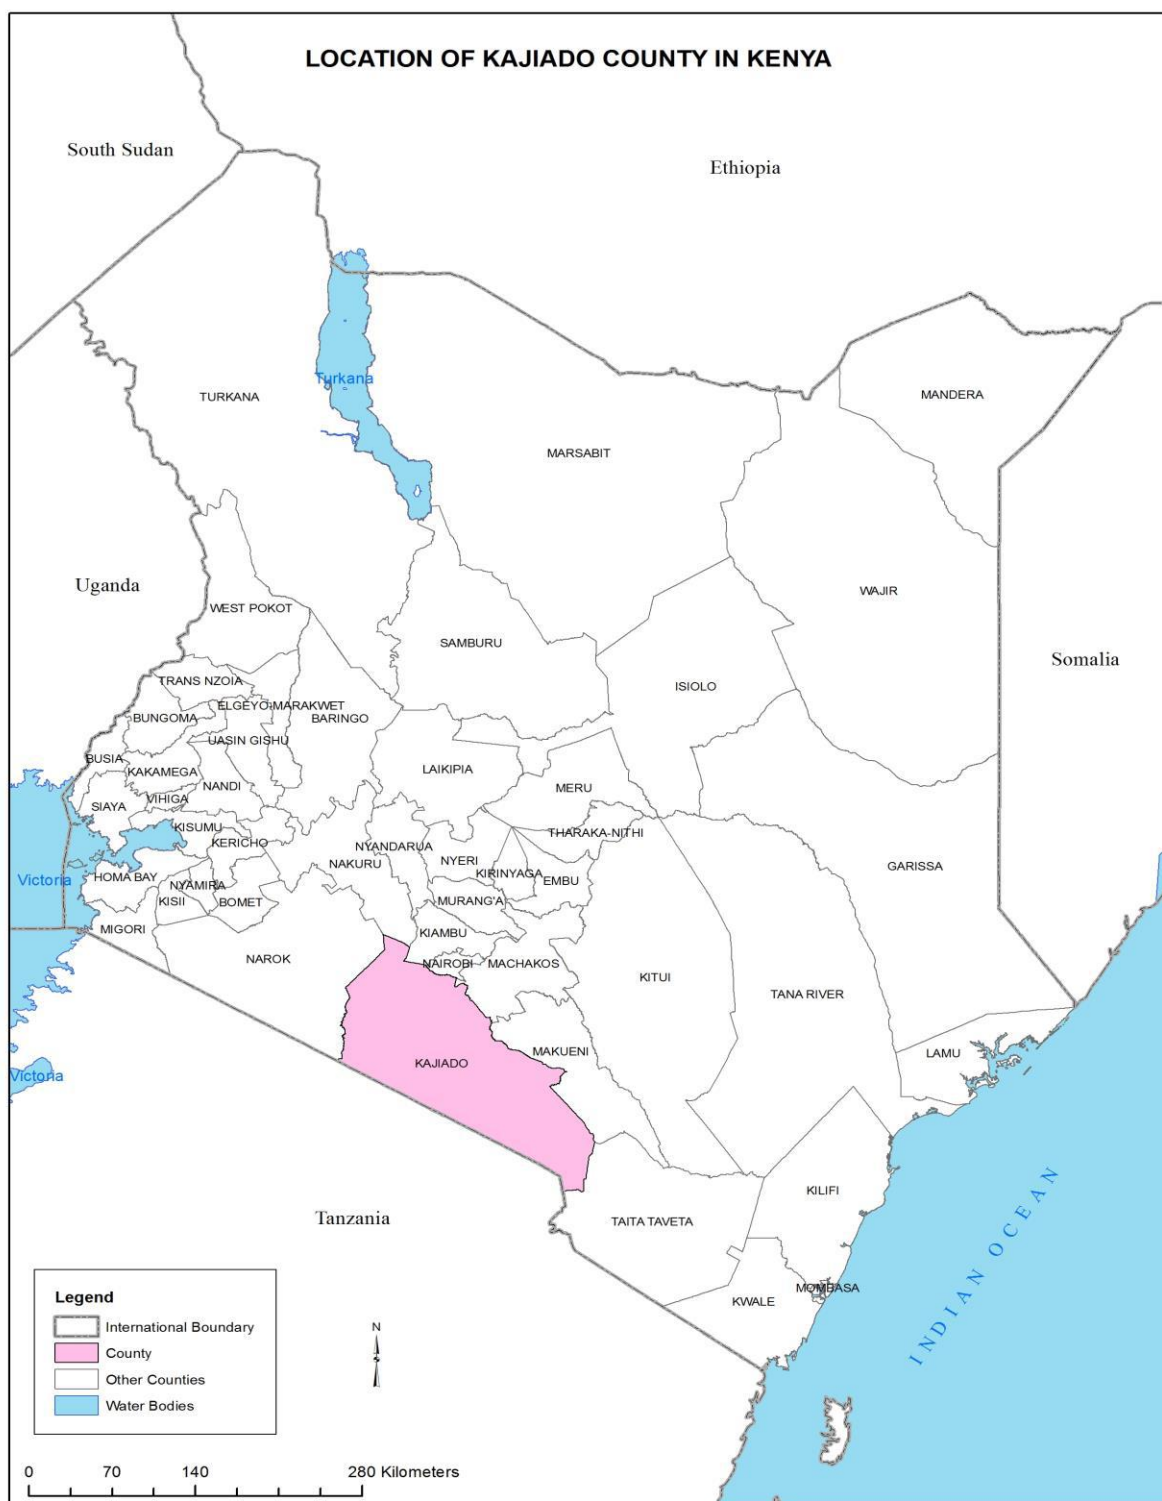 LOCATION OF KAJIADO COUNTY IN KENYA
South Sudan
Ethiopia
Turkana
TURKANA
MANDERA
MARSABIT
Uganda
WAJIR
WEST POKOT
SAMBURU
Somalia
TRANS NZOIA
ISIOLO
ELGEYO-MARAKWET
BUNGOMA
BARINGO
UASIN GISHU
BUSIA
KAKAMEGA
LAIKIPIA
NANDI
MERU
VIHIGA
SIAYA
KISUMU
THARAKA-NITHI
KERICHO
NYANDARUA
NAKURU
NYERI
GARISSA
KIRINYAGA
HOMA BAY
Victoria
EMBU
NYAMIRA
KISII
BOMET
MURANG'A
MIGORI
KIAMBU
NAROK
NAIROBI
MACHAKOS
KITUI
TANA RIVER
MAKUENI
LAMU
KAJIADO
Victoria
KILIFI
Tanzania
TAITA TAVETA
INDIAN OCEAN
MOMBASA
KWALE
Legend
International Boundary
County
Other Counties
Water Bodies
N
0 70 140 280 Kilometers